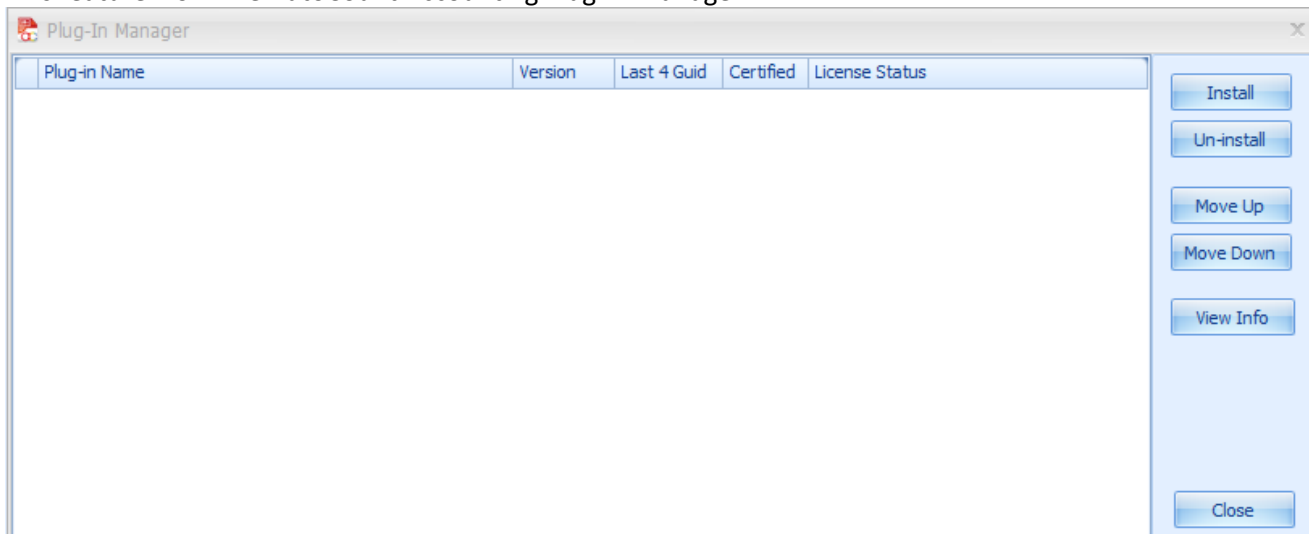 Plug-In Manager
Plug-in Name Version Last 4 Guid Certified License Status
Install
Un-install
Move Up
Move Down
View Info
Close